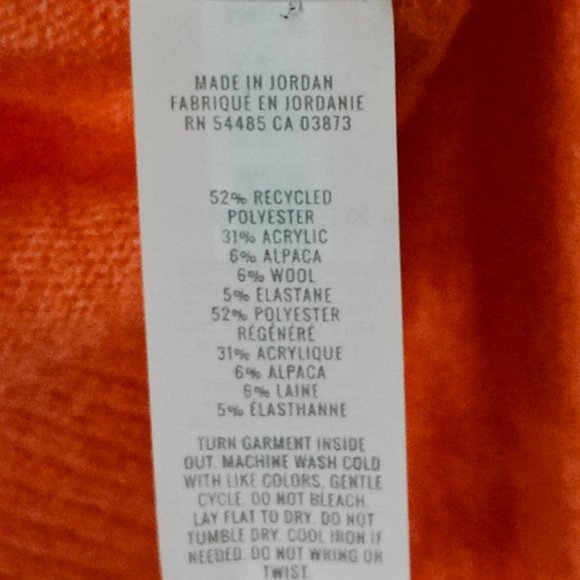 MADE IN JORDAN
FABRIQUÉ EN JORDANIE
RN 54485 CA 03873
52% RECYCLED
POLYESTER
31% ACRYLIC
6% ALPACA
6% WOOL
5% ELASTANE
52% POLYESTER
RÉGÉNÉRÉ
31% ACRYLIQUE
6% ALPACA
6% LAINE
5% ÉLASTHANNE
TURN GARMENT INSIDE
OUT. MACHINE WASH COLD
WITH LIKE COLORS, GENTLE
CYCLE. DO NOT BLEACH.
LAY FLAT TO DRY. DO NOT
TUMBLE DRY. COOL IRON IF
NEEDED. DO NOT WRING OR
TWIST.